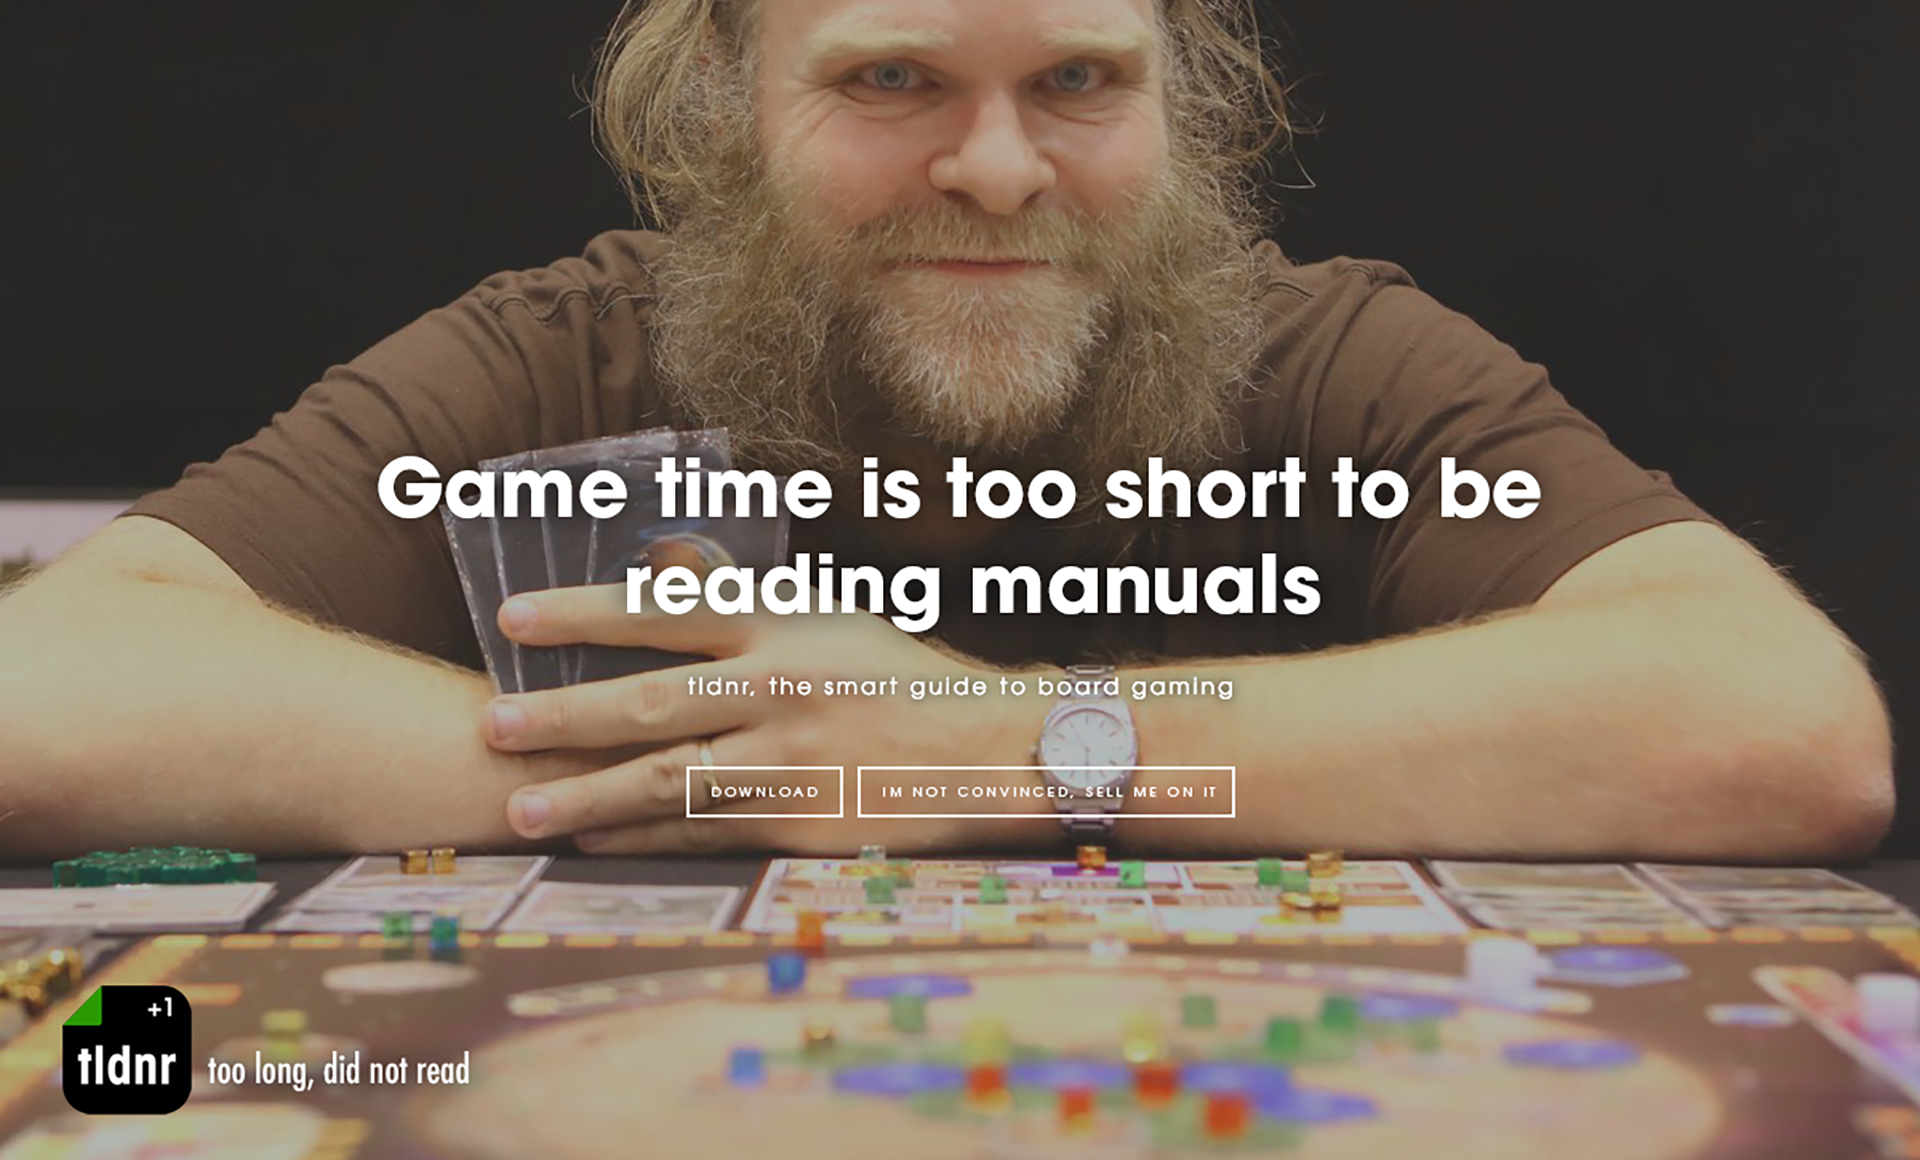 Game time is too short to be
reading manuals
tldnr, the smart guide to board gaming
DOWNLOAD
IM NOT CONVINCED, SELL ME ON IT
+1
tldnr
too long, did not read